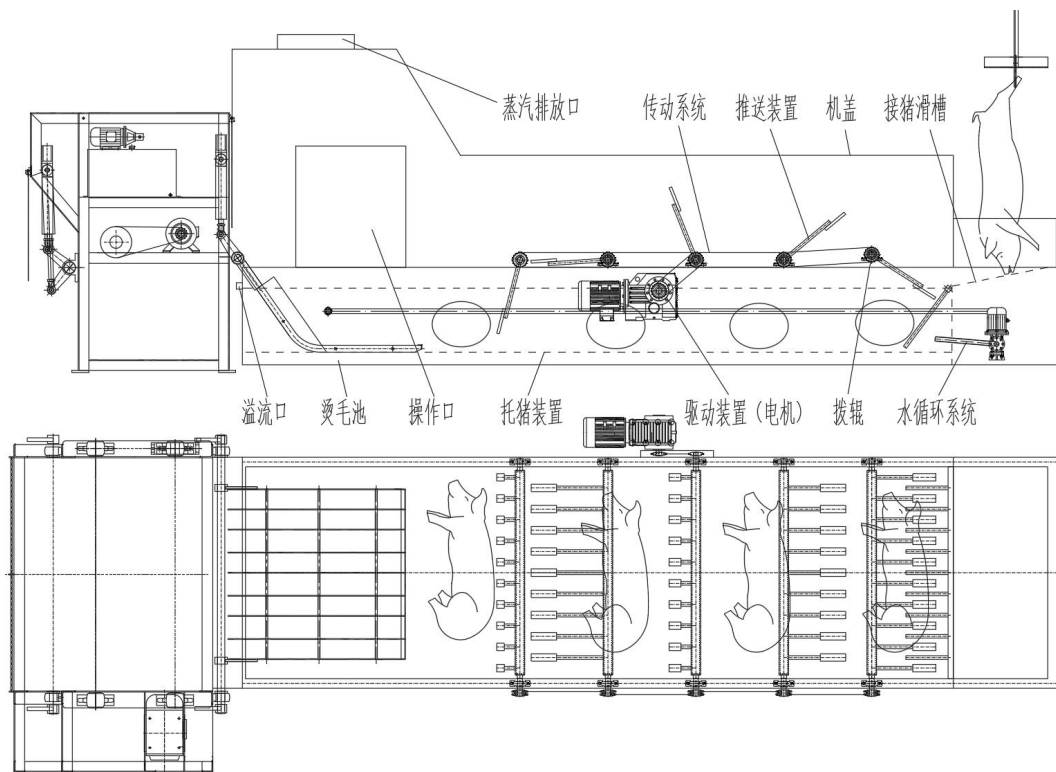 蒸汽排放口
传动系统
推送装置
机盖
接猪滑槽
溢流口
烫毛池
操作口
托猪装置
驱动装置(电机)
拨辊
水循环系统